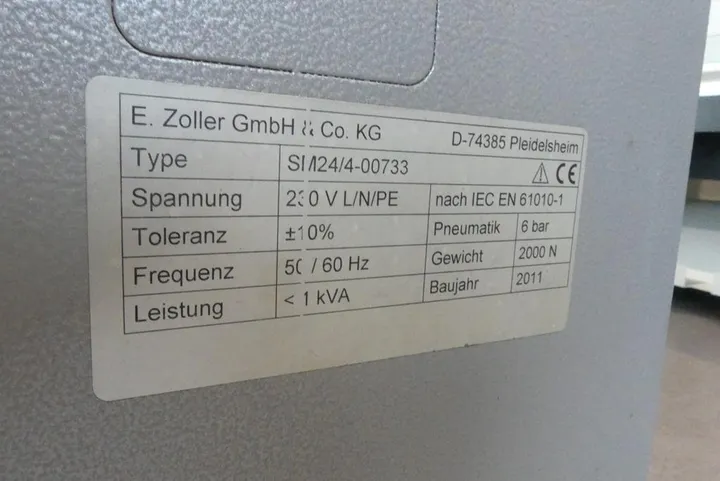 E. Zoller GmbH & Co. KG D-74385 Pleidelsheim
Type SM24/4-00733 CE
Spannung 230 V L/N/PE nach IEC EN 61010-1
Toleranz ±10% Pneumatik 6 bar
Frequenz 50 / 60 Hz Gewicht 2000 N
Leistung < 1 kVA Baujahr 2011